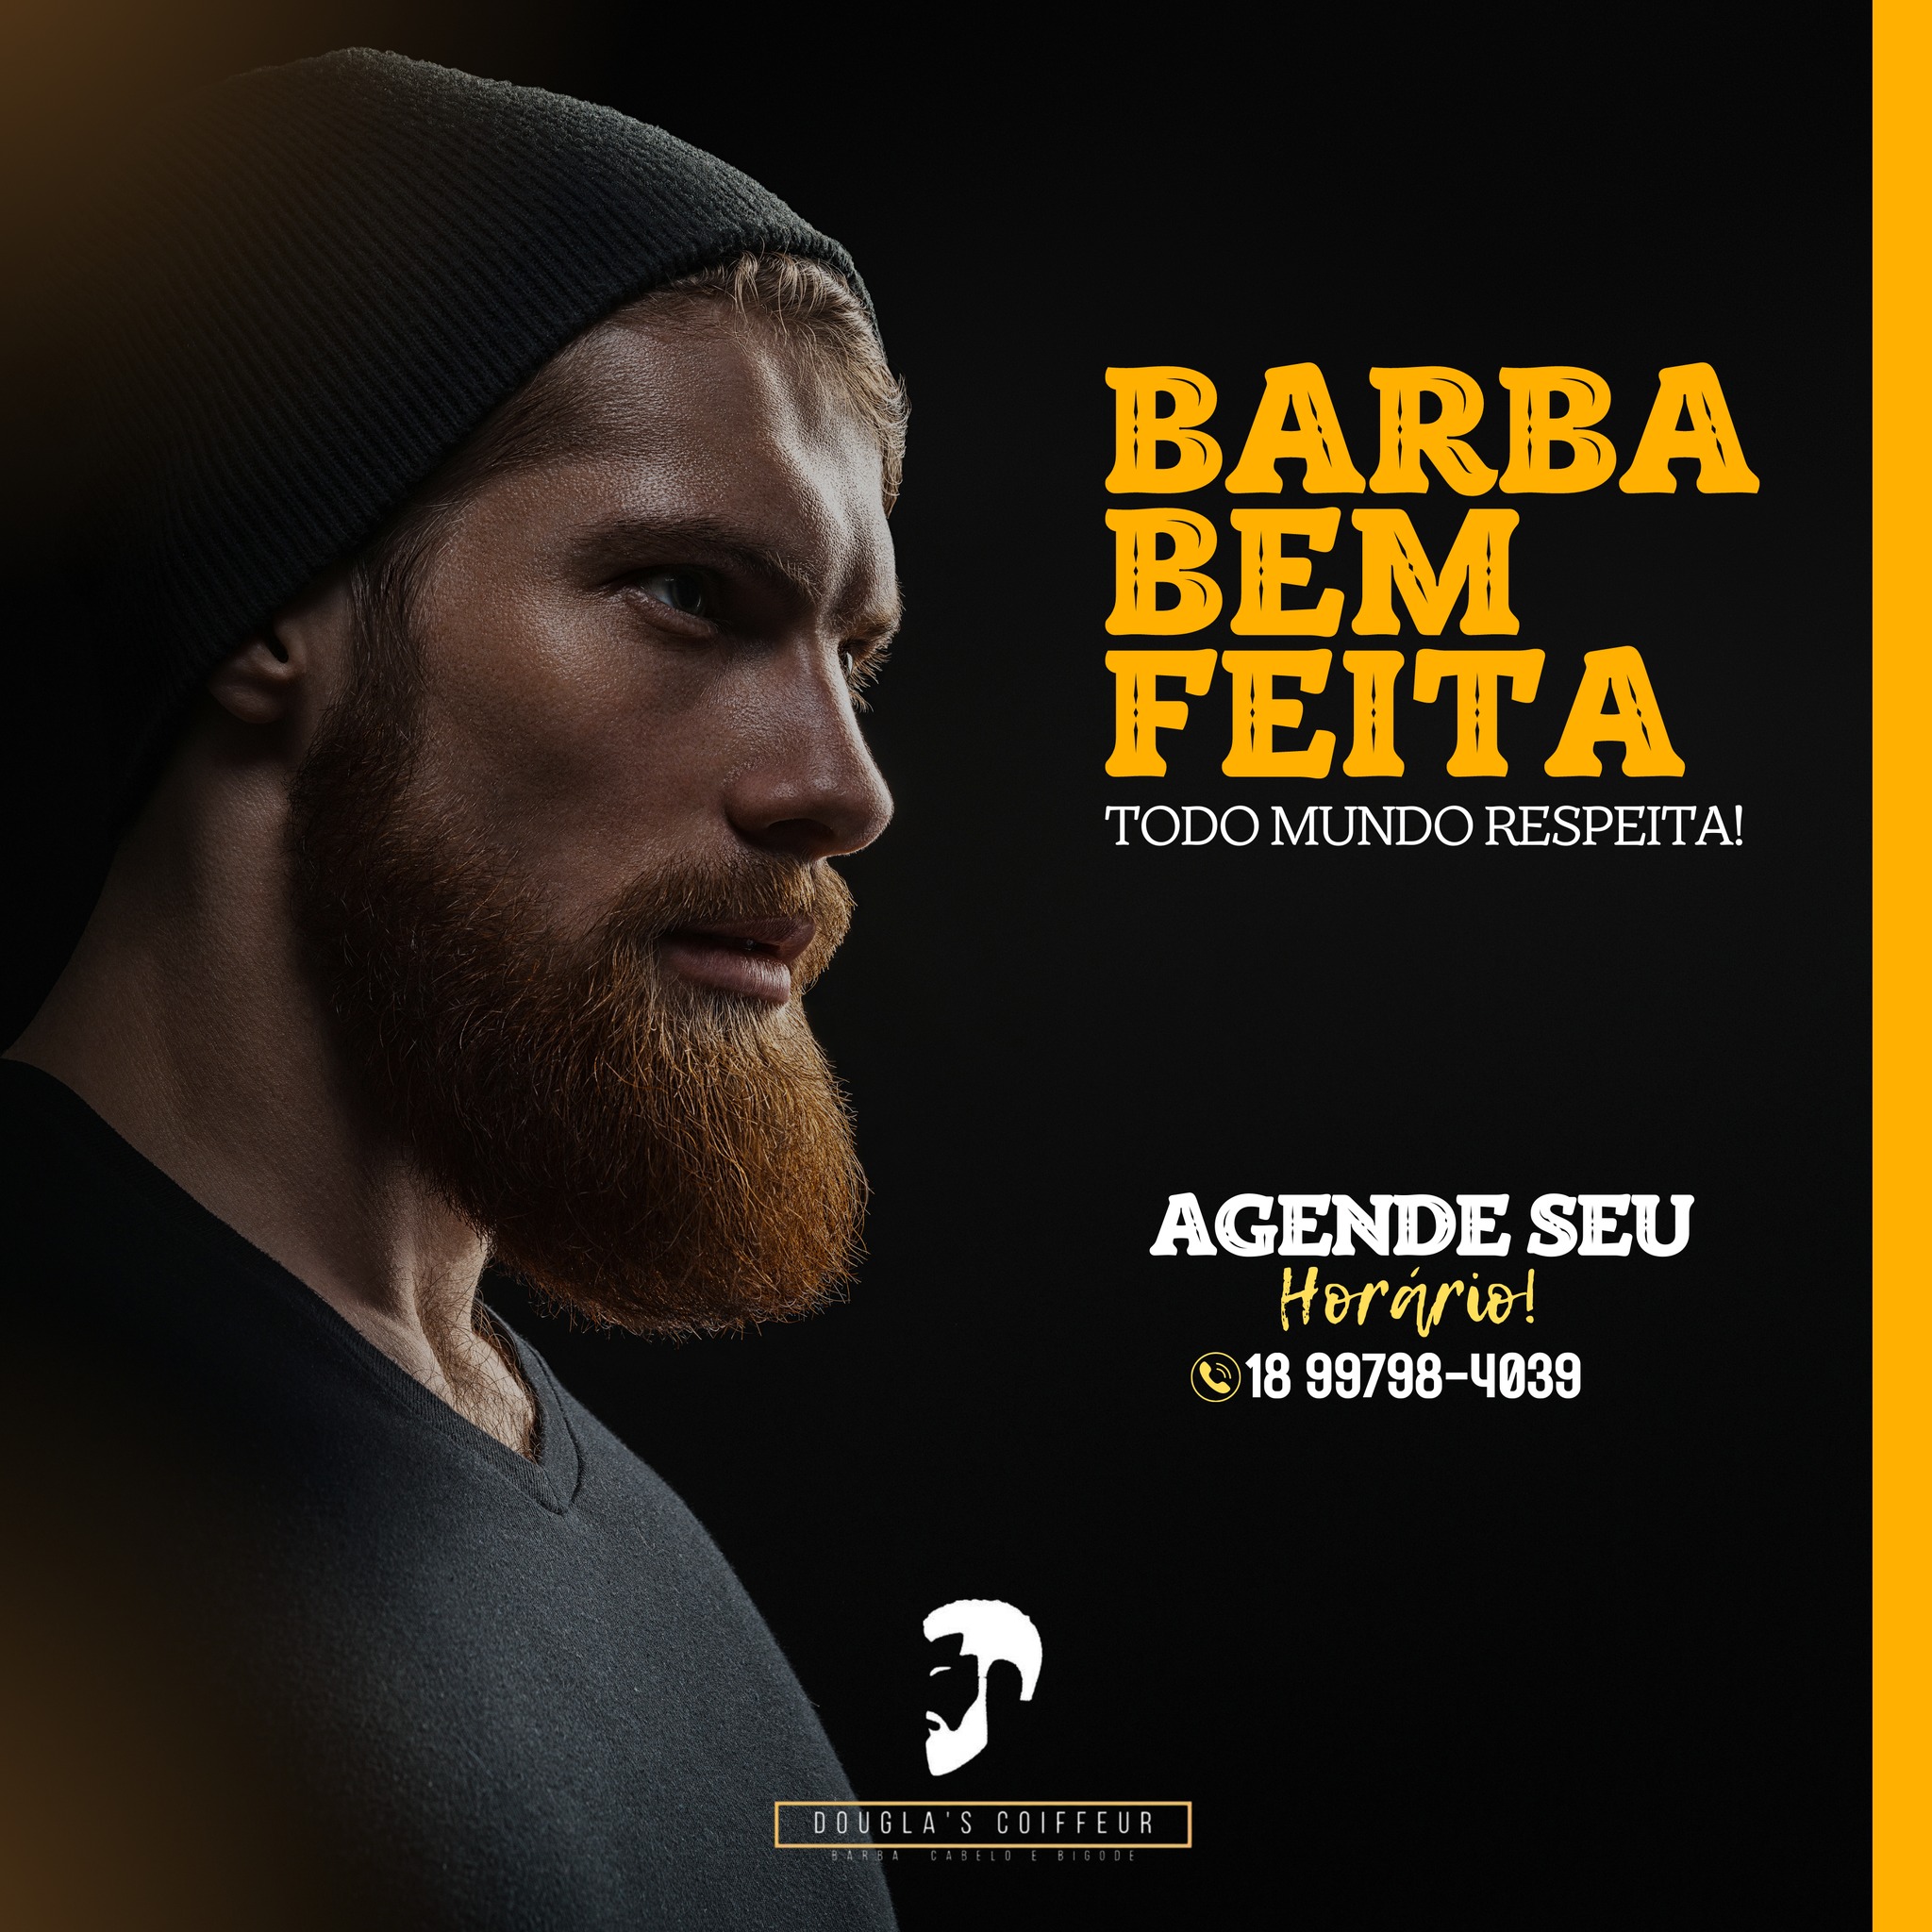 BARBA
BEM
FEITA
TODO MUNDO RESPEITA!
AGENDE SEU
Horário!
18 99798-4039
DOUGLA'S COIFFEUR
BARBA CABELO E BIGODE